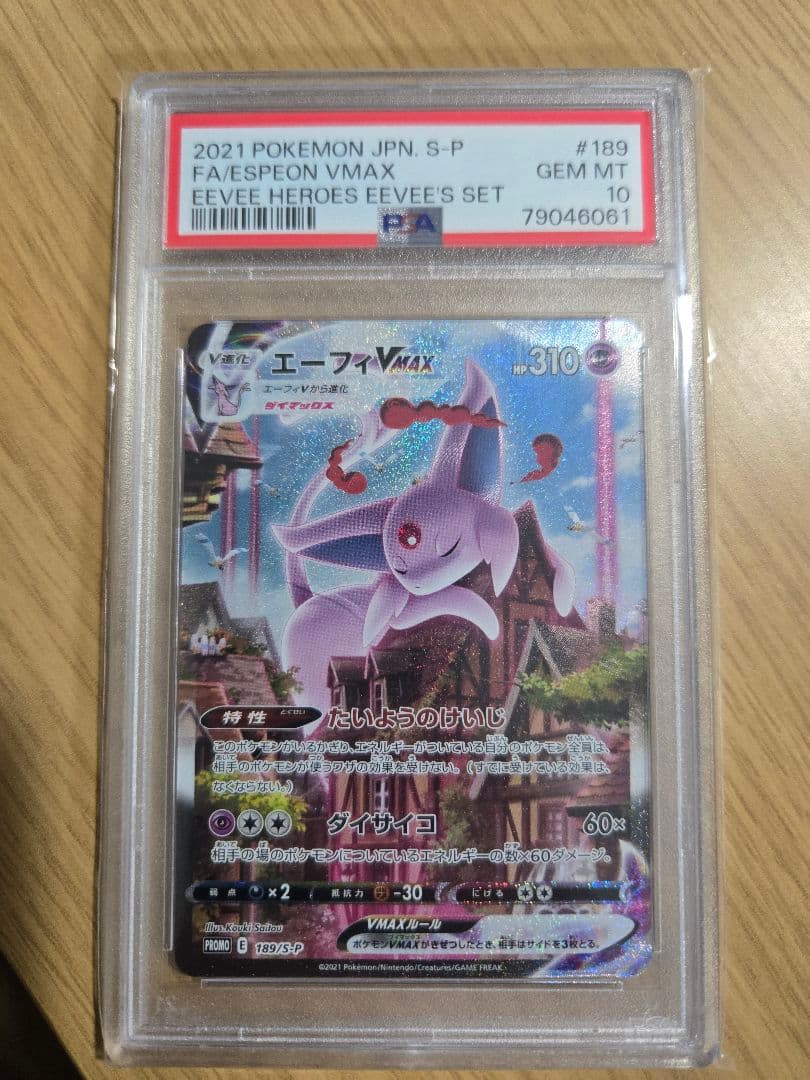 2021 POKEMON JPN. S-P #189
FA/ESPEON VMAX GEM MT
EEVEE HEROES EEVEE'S SET 10
PSA 79046061
V進化 エーフィVMAX HP310
エーフィVから進化
ダイマックス
特性 とくせい たいようのけいじ
このポケモンがいるかぎり、エネルギーがついている自分のポケモン全員は、
相手のポケモンが使うワザの効果を受けない。(すでに受けている効果は、
なくならない。)
ダイサイコ 60×
相手の場のポケモンについているエネルギーの数×60ダメージ。
弱点 ×2 抵抗力 -30 にげる
Illus. Kouki Saitou VMAXルール
PROMO E 189/S-P ポケモンVMAXがきぜつしたとき、相手はサイドを3枚とる。
©2021 Pokémon/Nintendo/Creatures/GAME FREAK